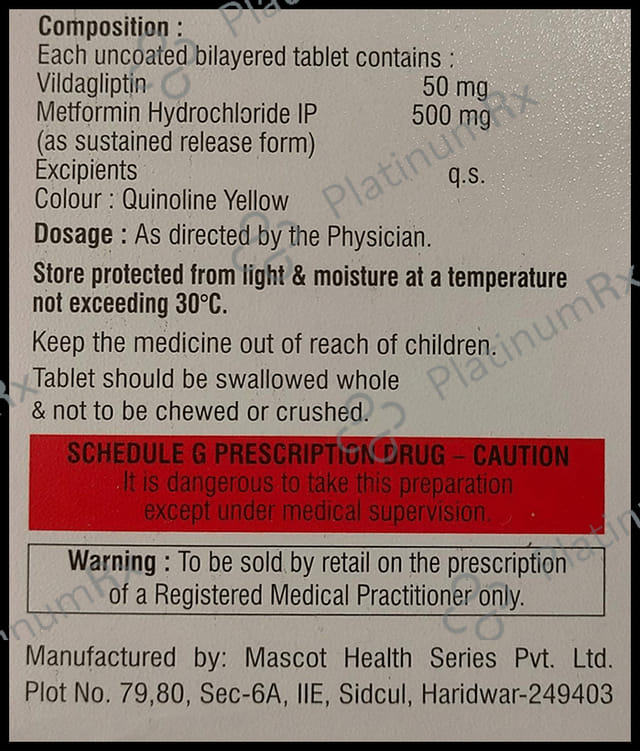 Composition :
Each uncoated bilayered tablet contains :
Vildagliptin 50 mg
Metformin Hydrochloride IP 500 mg
(as sustained release form)
Excipients q.s.
Colour : Quinoline Yellow
Dosage : As directed by the Physician.
Store protected from light & moisture at a temperature
not exceeding 30°C.
Keep the medicine out of reach of children.
Tablet should be swallowed whole
& not to be chewed or crushed.
SCHEDULE G PRESCRIPTION DRUG – CAUTION
It is dangerous to take this preparation
except under medical supervision.
Warning : To be sold by retail on the prescription
of a Registered Medical Practitioner only.
Manufactured by: Mascot Health Series Pvt. Ltd.
Plot No. 79,80, Sec-6A, IIE, Sidcul, Haridwar-249403
PlatinumRx
PlatinumRx